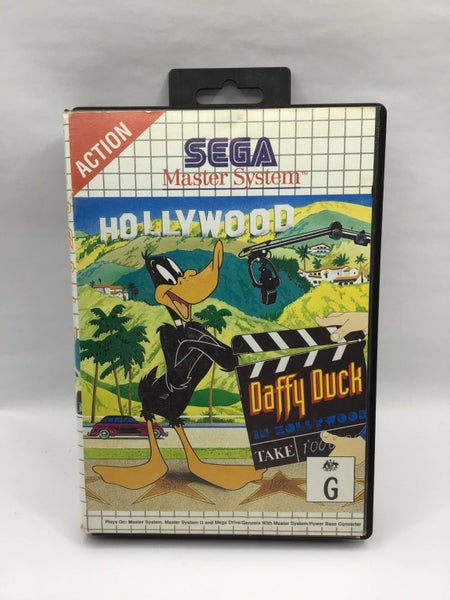 ACTION
SEGA
Master System™
HOLLYWOOD
Daffy Duck
IN HOLLYWOOD
TAKE
G
Plays On: Master System, Master System II and Mega Drive/Genesis With Master System/Power Base Converter